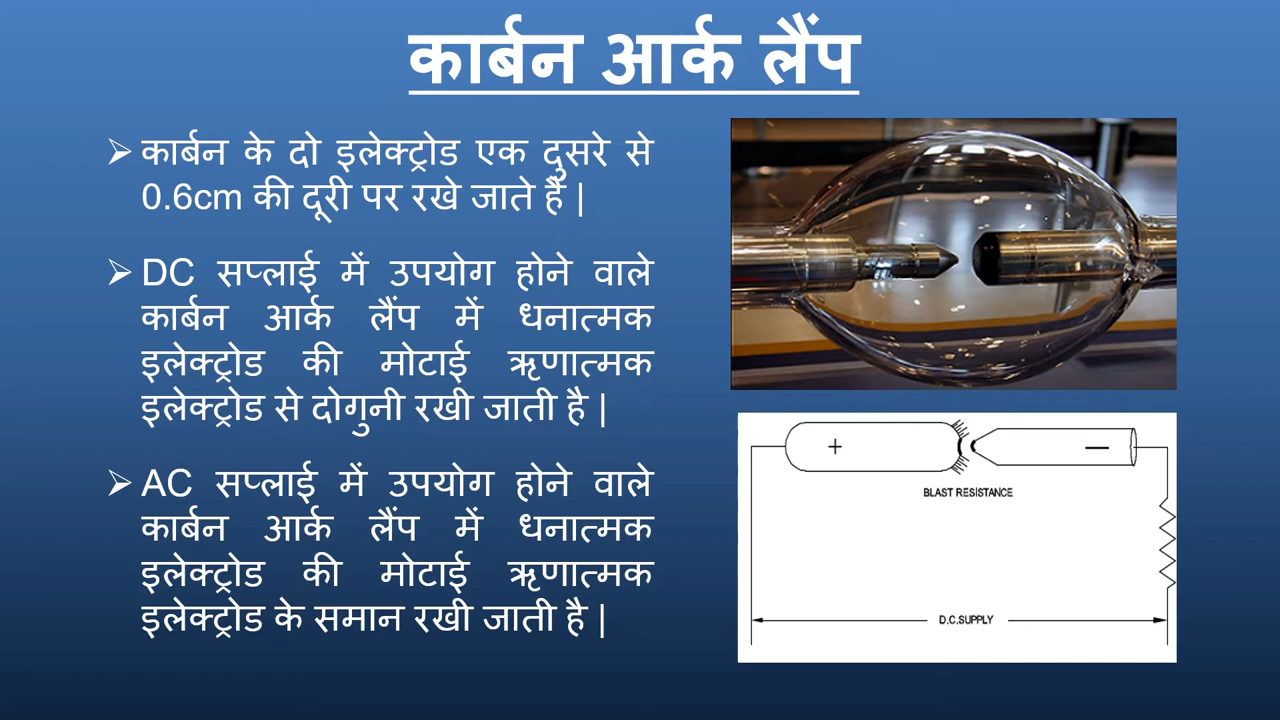 कार्बन आर्क लैंप
➢ कार्बन के दो इलेक्ट्रोड एक दुसरे से
0.6cm की दूरी पर रखे जाते हैं |
➢ DC सप्लाई में उपयोग होने वाले
कार्बन आर्क लैंप में धनात्मक
इलेक्ट्रोड की मोटाई ऋणात्मक
इलेक्ट्रोड से दोगुनी रखी जाती है |
➢ AC सप्लाई में उपयोग होने वाले
कार्बन आर्क लैंप में धनात्मक
इलेक्ट्रोड की मोटाई ऋणात्मक
इलेक्ट्रोड के समान रखी जाती है |
+ −
BLAST RESISTANCE
D.C.SUPPLY